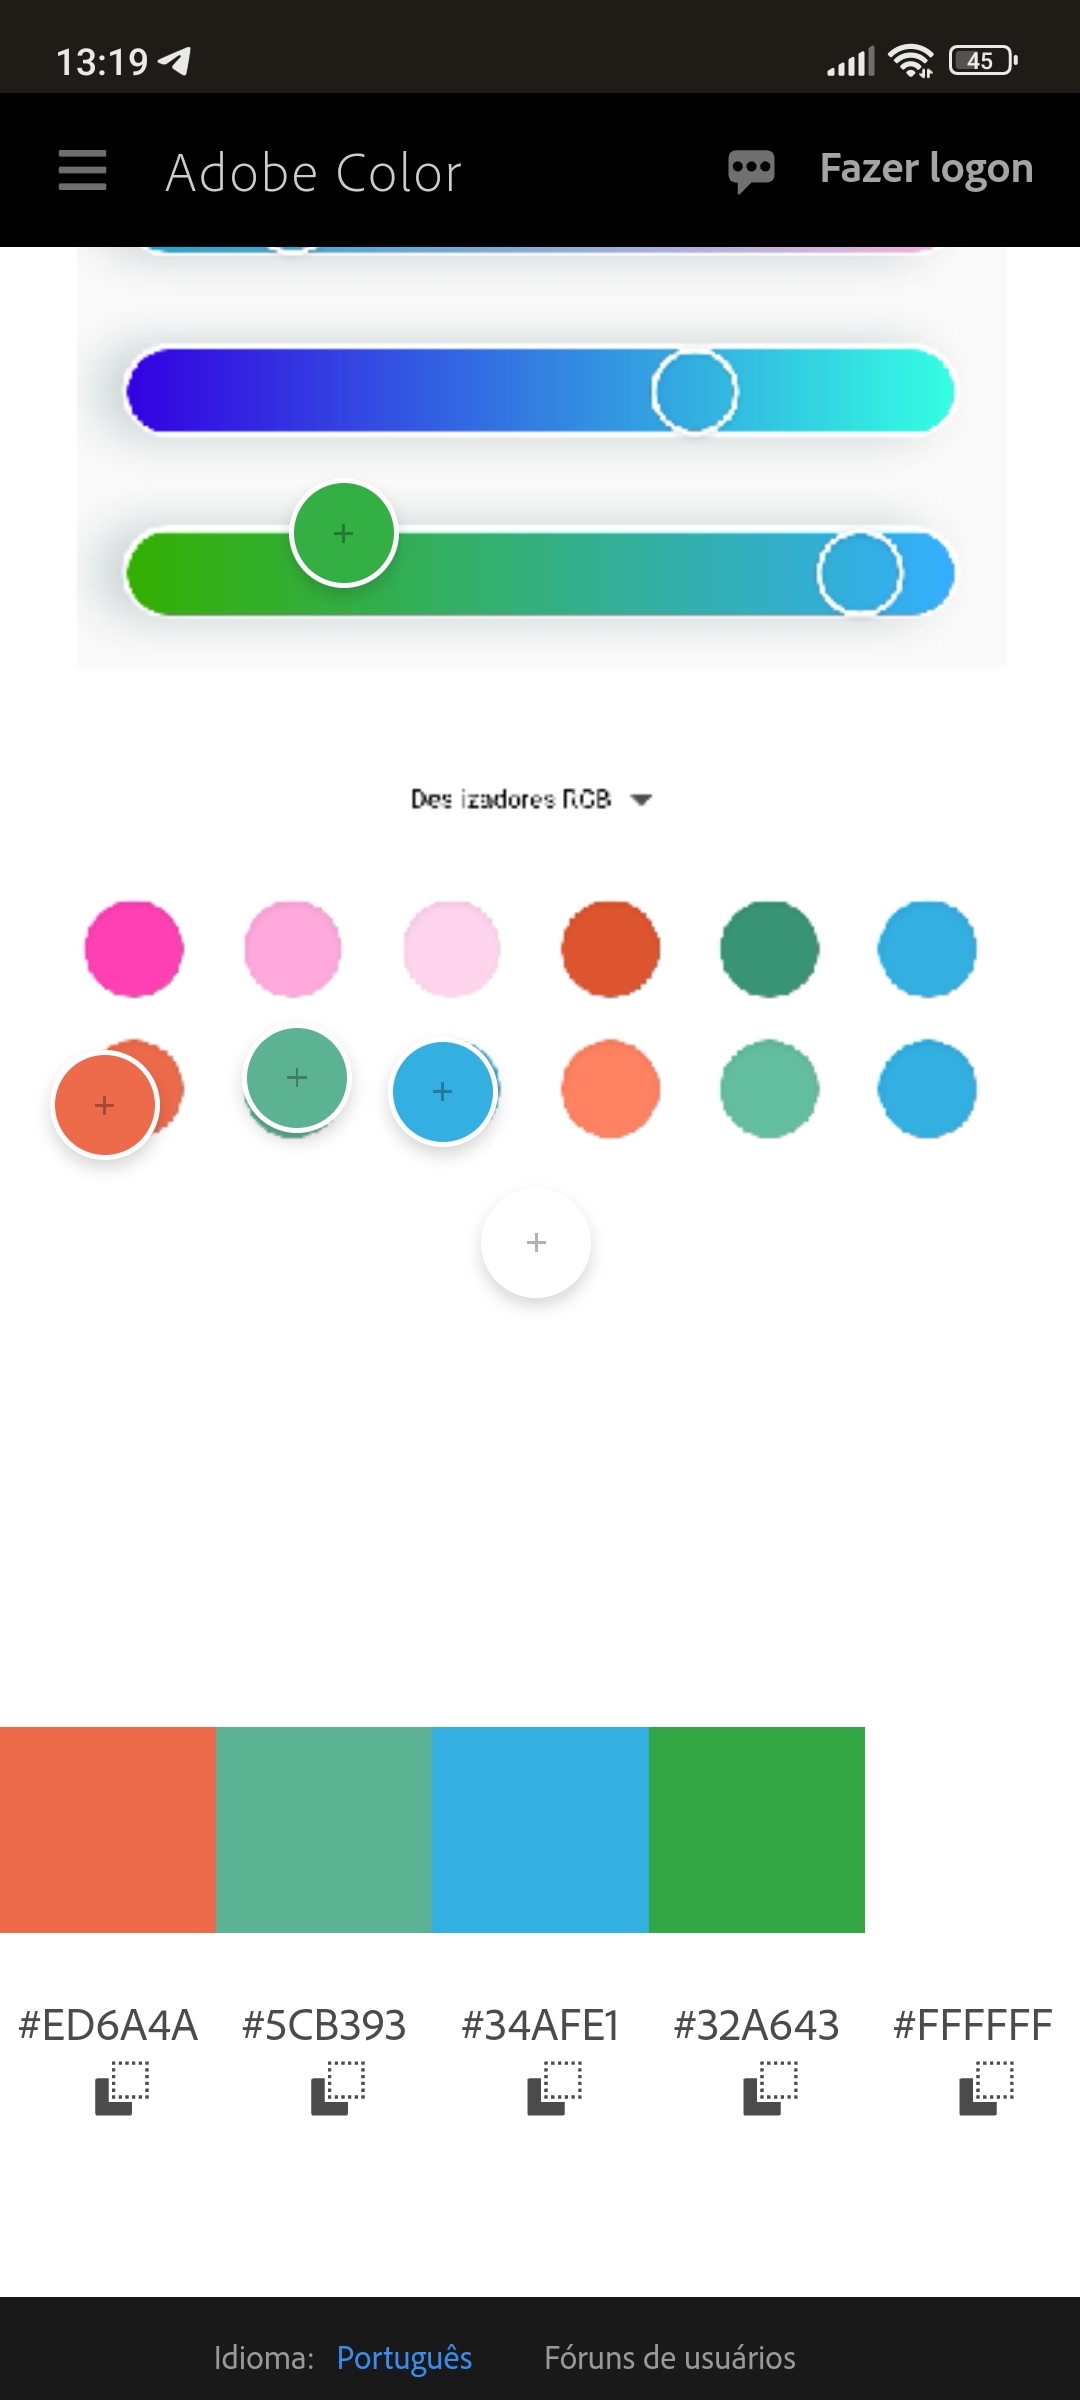 13:19
45
Adobe Color
Fazer logon
Des izadores RGB
#ED6A4A #5CB393 #34AFE1 #32A643 #FFFFFF
Idioma: Português Fóruns de usuários